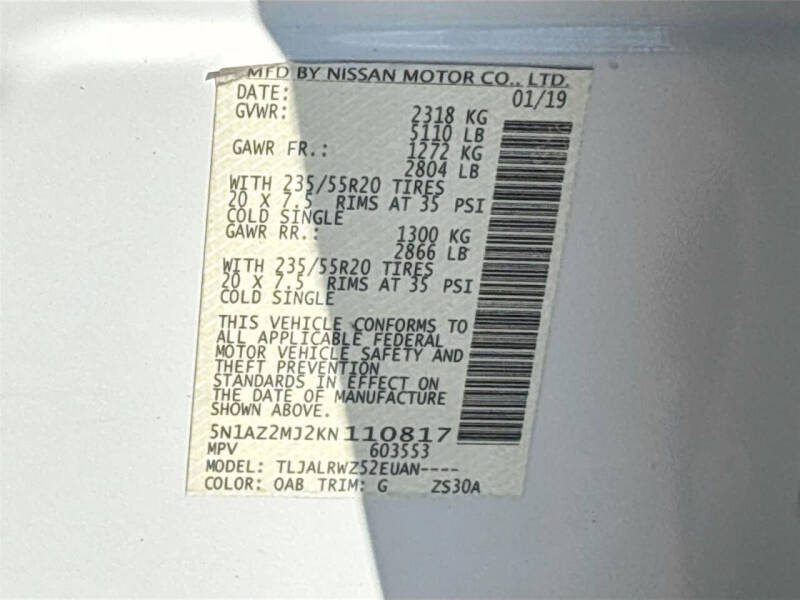 MFD BY NISSAN MOTOR CO., LTD.
DATE: 01/19
GVWR: 2318 KG
5110 LB
GAWR FR.: 1272 KG
2804 LB
WITH 235/55R20 TIRES
20 X 7.5 RIMS AT 35 PSI
COLD SINGLE
GAWR RR.: 1300 KG
2866 LB
WITH 235/55R20 TIRES
20 X 7.5 RIMS AT 35 PSI
COLD SINGLE
THIS VEHICLE CONFORMS TO
ALL APPLICABLE FEDERAL
MOTOR VEHICLE SAFETY AND
THEFT PREVENTION
STANDARDS IN EFFECT ON
THE DATE OF MANUFACTURE
SHOWN ABOVE.
5N1AZ2MJ2KN110817
MPV 603553
MODEL: TLJALRWZ52EUAN----
COLOR: QAB TRIM: G ZS30A